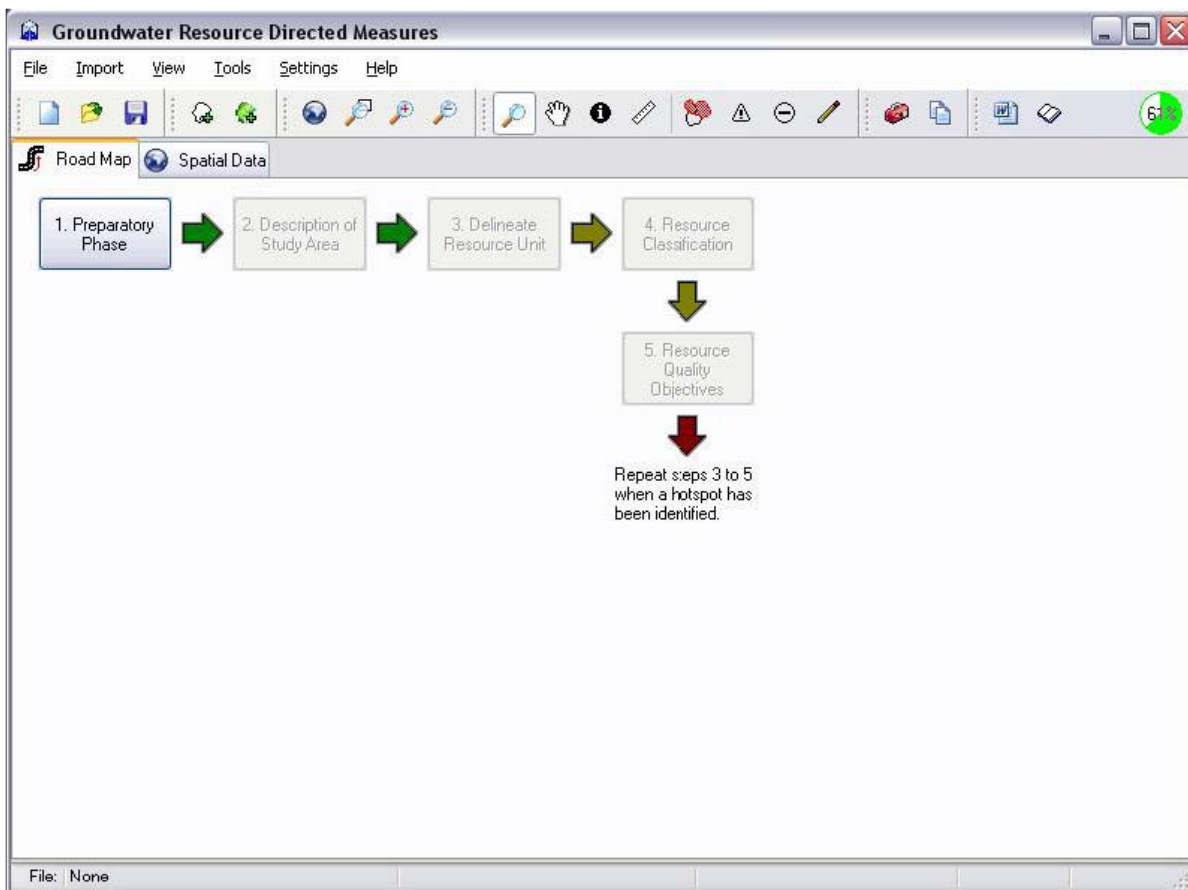 Groundwater Resource Directed Measures
File Import View Tools Settings Help
61%
Road Map Spatial Data
1. Preparatory
Phase
2. Description of
Study Area
3. Delineate
Resource Unit
4. Resource
Classification
5. Resource
Quality
Objectives
Repeat steps 3 to 5
when a hotspot has
been identified.
File: None